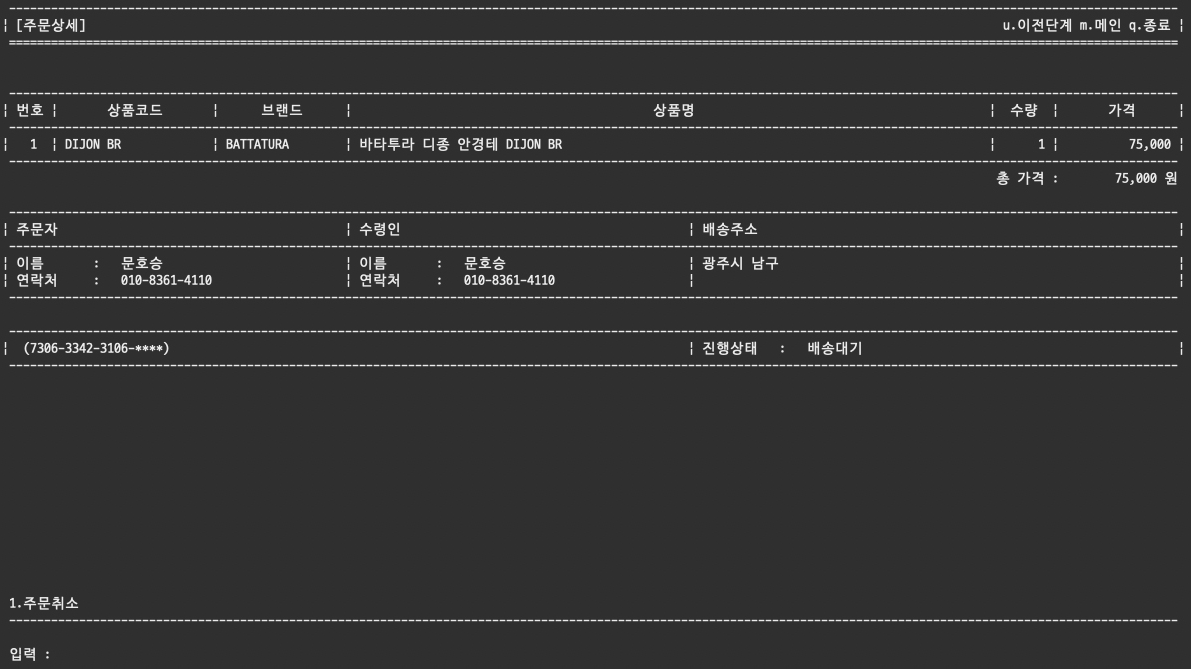 [주문상세] u.이전단계 m.메인 q.종료
번호 | 상품코드 | 브랜드 | 상품명 | 수량 | 가격
1 | DIJON BR | BATTATURA | 바타투라 디종 안경테 DIJON BR | 1 | 75,000
총 가격 : 75,000 원
주문자 | 수령인 | 배송주소
이름 : 문호승 | 이름 : 문호승 | 광주시 남구
연락처 : 010-8361-4110 | 연락처 : 010-8361-4110 |
(7306-3342-3106-****) | 진행상태 : 배송대기
1.주문취소
입력 :